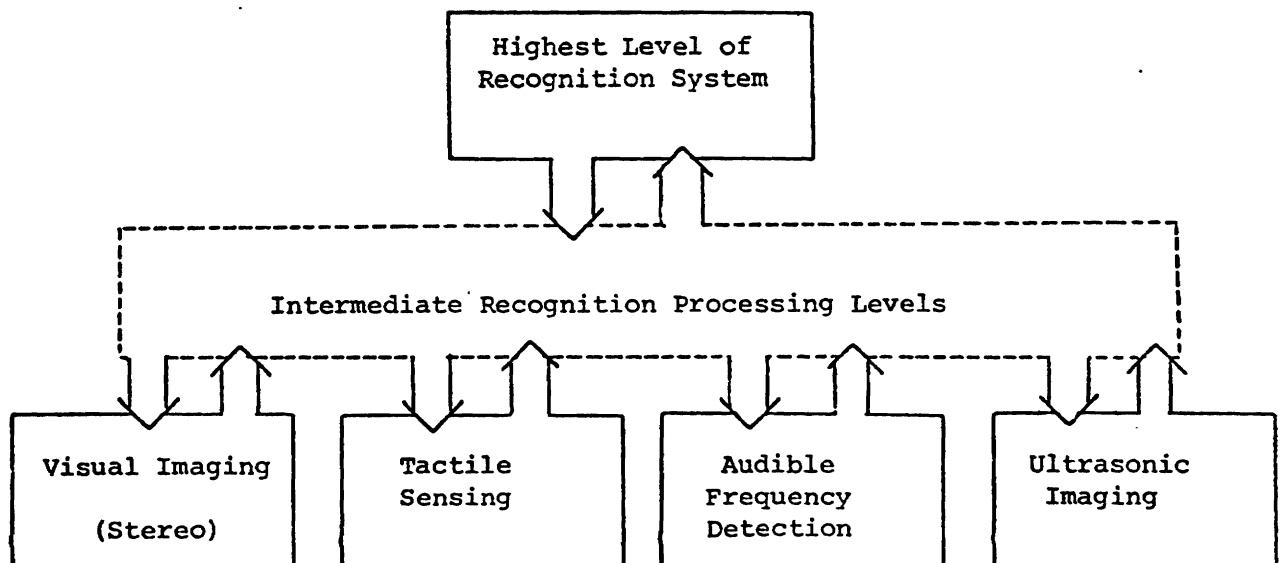 Highest Level of
Recognition System
Intermediate Recognition Processing Levels
Visual Imaging
(Stereo)
Tactile
Sensing
Audible
Frequency
Detection
Ultrasonic
Imaging